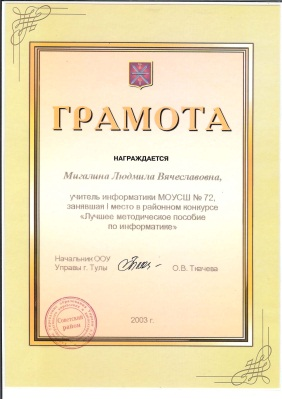 ГРАМОТА
НАГРАЖДАЕТСЯ
Мигалина Людмила Вячеславовна,
учитель информатики МОУСШ № 72,
занявшая I место в районном конкурсе
«Лучшее методическое пособие
по информатике»
Начальник ООУ
Управы г. Тулы
О.В. Ткачева
Советский
район
2003 г.